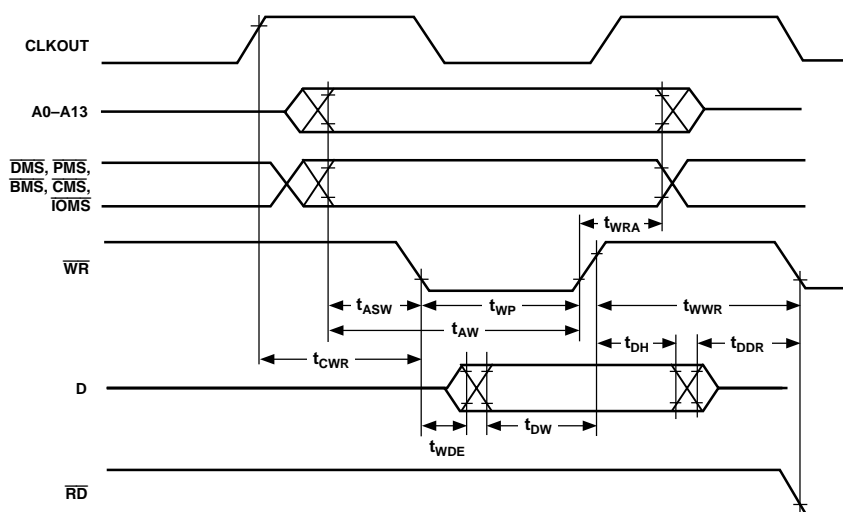 CLKOUT
A0–A13
DMS, PMS,
BMS, CMS,
IOMS
tWRA
WR
tASW
tWP
tWWR
tAW
tDH
tDDR
tCWR
D
tWDE
tDW
RD